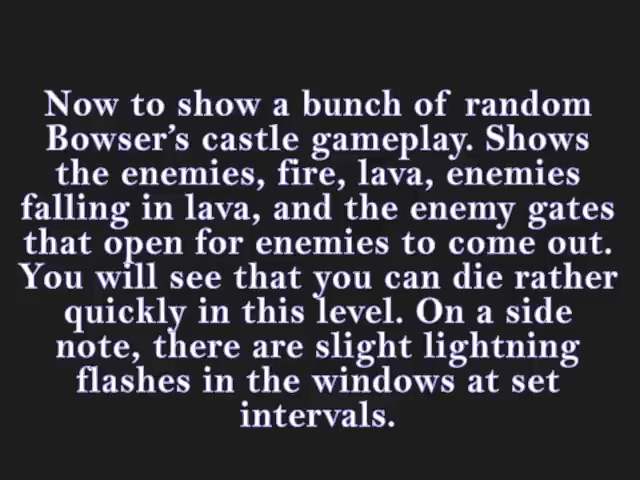 Now to show a bunch of random
Bowser’s castle gameplay. Shows
the enemies, fire, lava, enemies
falling in lava, and the enemy gates
that open for enemies to come out.
You will see that you can die rather
quickly in this level. On a side
note, there are slight lightning
flashes in the windows at set
intervals.